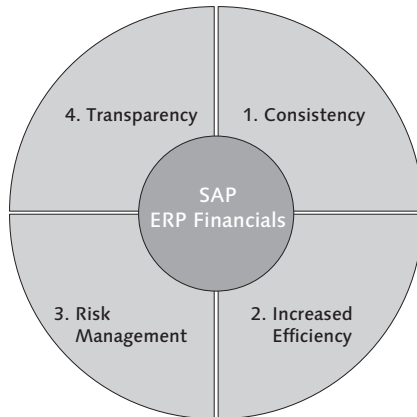 4. Transparency
1. Consistency
SAP
ERP Financials
3. Risk
Management
2. Increased
Efficiency